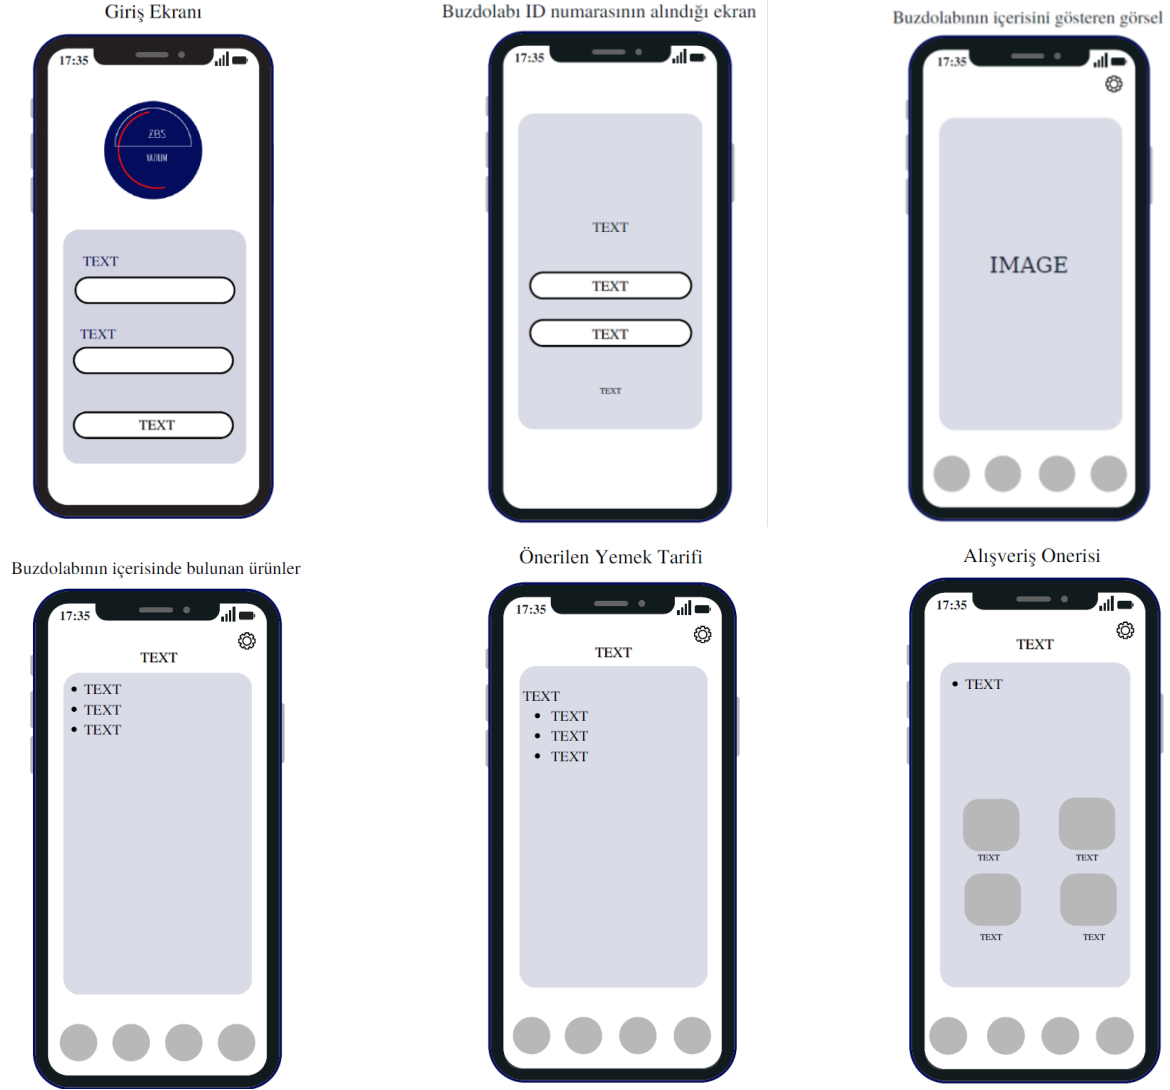 Giriş Ekranı
17:35
ZBS
YAZILIM
TEXT
TEXT
TEXT
Buzdolabı ID numarasının alındığı ekran
17:35
TEXT
TEXT
TEXT
TEXT
Buzdolabının içerisini gösteren görsel
17:35
IMAGE
Buzdolabının içerisinde bulunan ürünler
17:35
TEXT
• TEXT
• TEXT
• TEXT
Önerilen Yemek Tarifi
17:35
TEXT
TEXT
• TEXT
• TEXT
• TEXT
Alışveriş Onerisi
17:35
TEXT
• TEXT
TEXT TEXT
TEXT TEXT